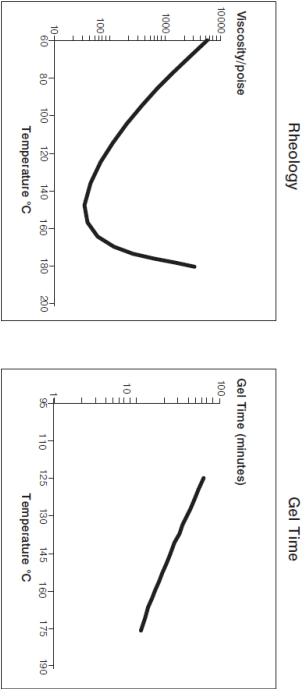 Rheology
Viscosity/poise
10000
1000
100
10
60 80 100 120 140 160 180 200
Temperature °C
Gel Time
Gel Time (minutes)
100
10
1
95 110 125 130 145 160 175 190
Temperature °C